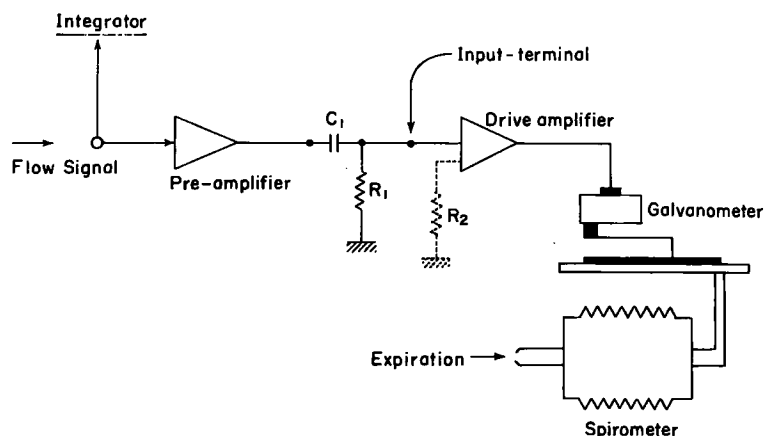 Integrator
Input-terminal
C1
Drive amplifier
Flow Signal
Pre-amplifier
R1
R2
Galvanometer
Expiration
Spirometer